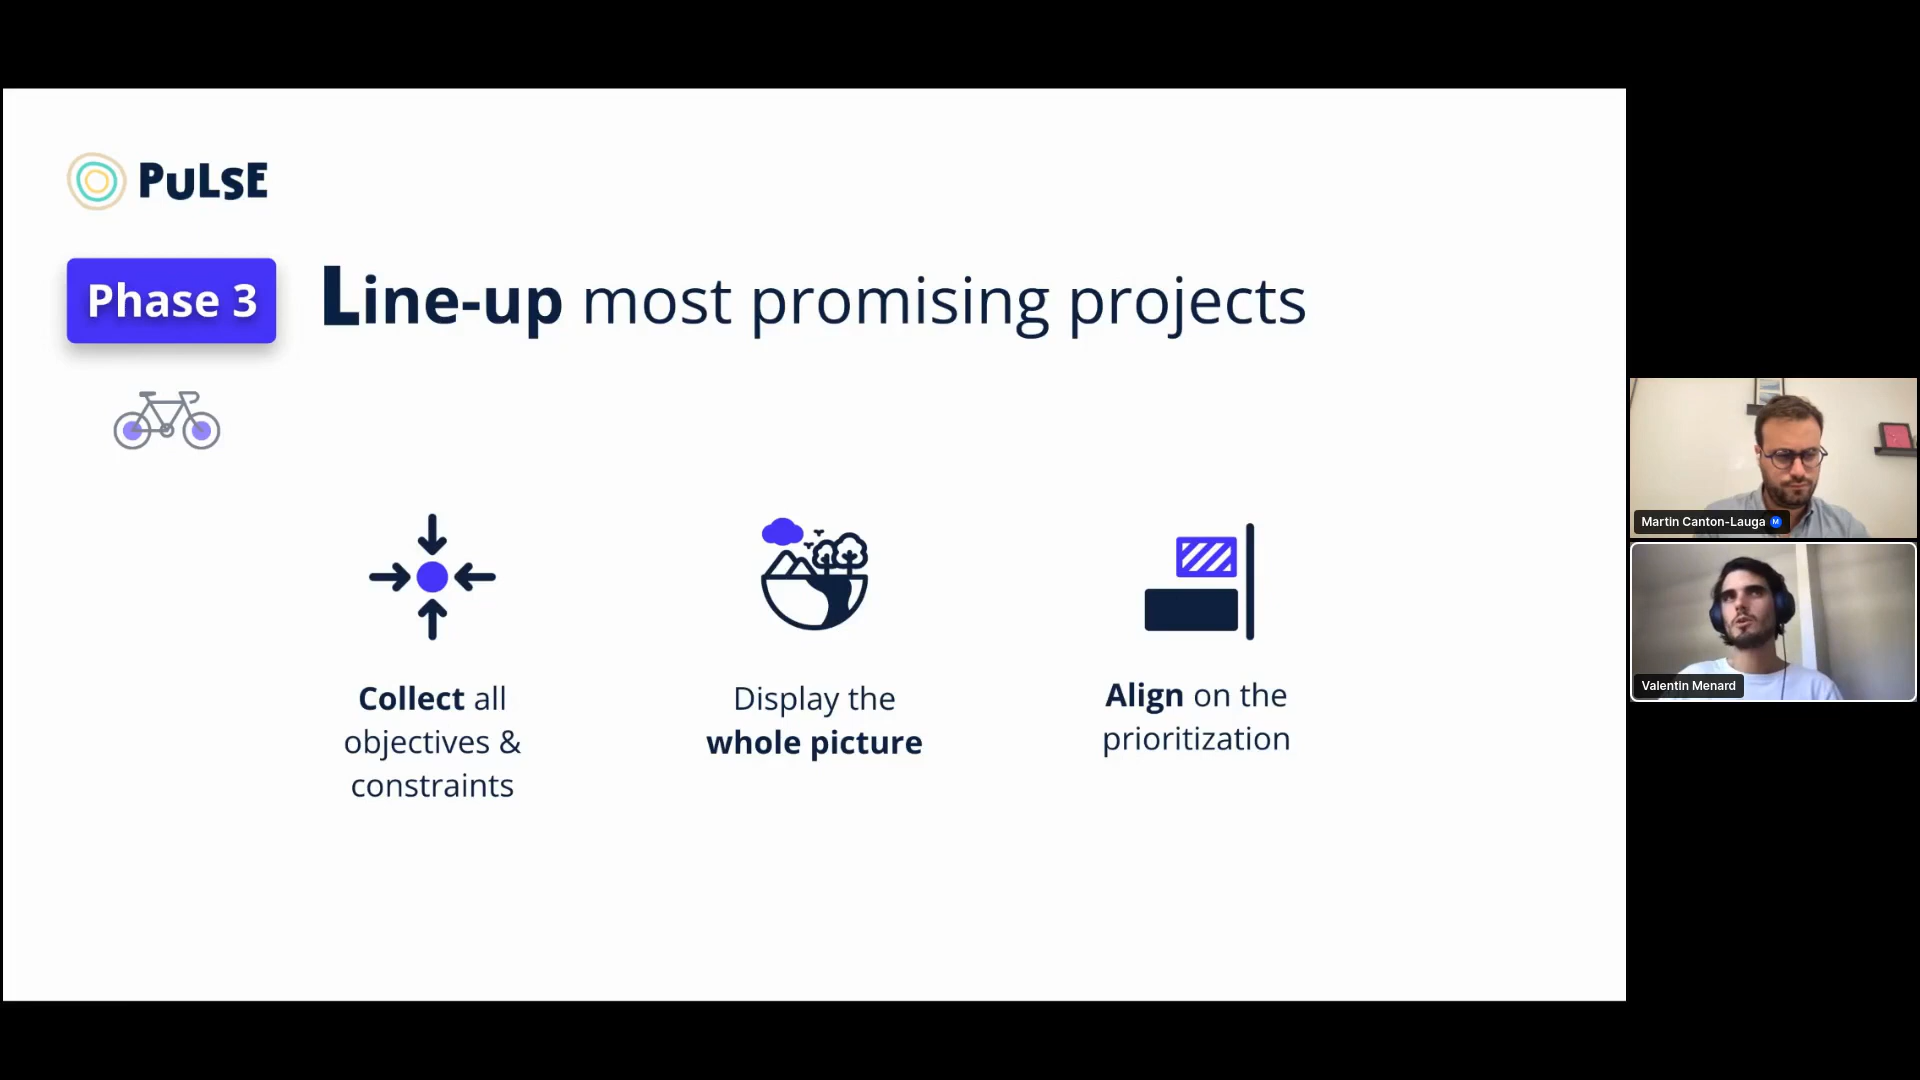 PULSE
Phase 3
Line-up most promising projects
Collect all
objectives &
constraints
Display the
whole picture
Align on the
prioritization
Martin Canton-Lauga M
Valentin Menard